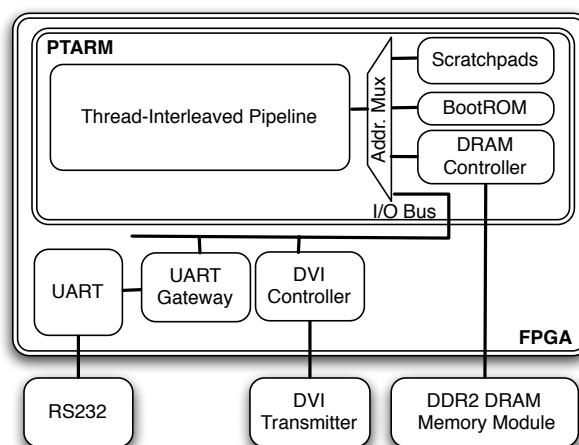 PTARM
Thread-Interleaved Pipeline
Addr. Mux
Scratchpads
BootROM
DRAM
Controller
I/O Bus
UART
UART
Gateway
DVI
Controller
FPGA
RS232
DVI
Transmitter
DDR2 DRAM
Memory Module